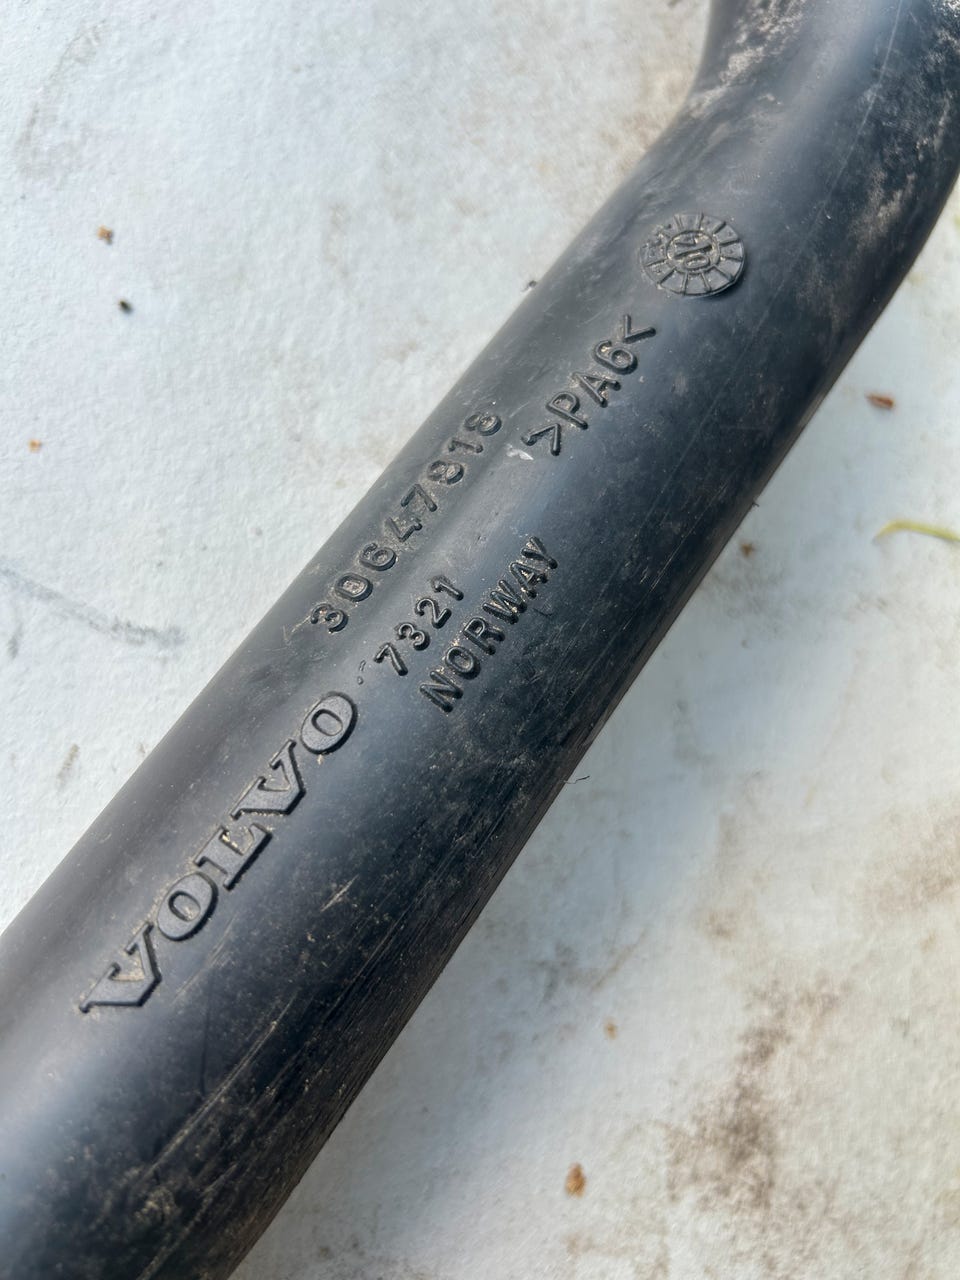 VOLVO
30647818
7321
NORWAY
>PA6<